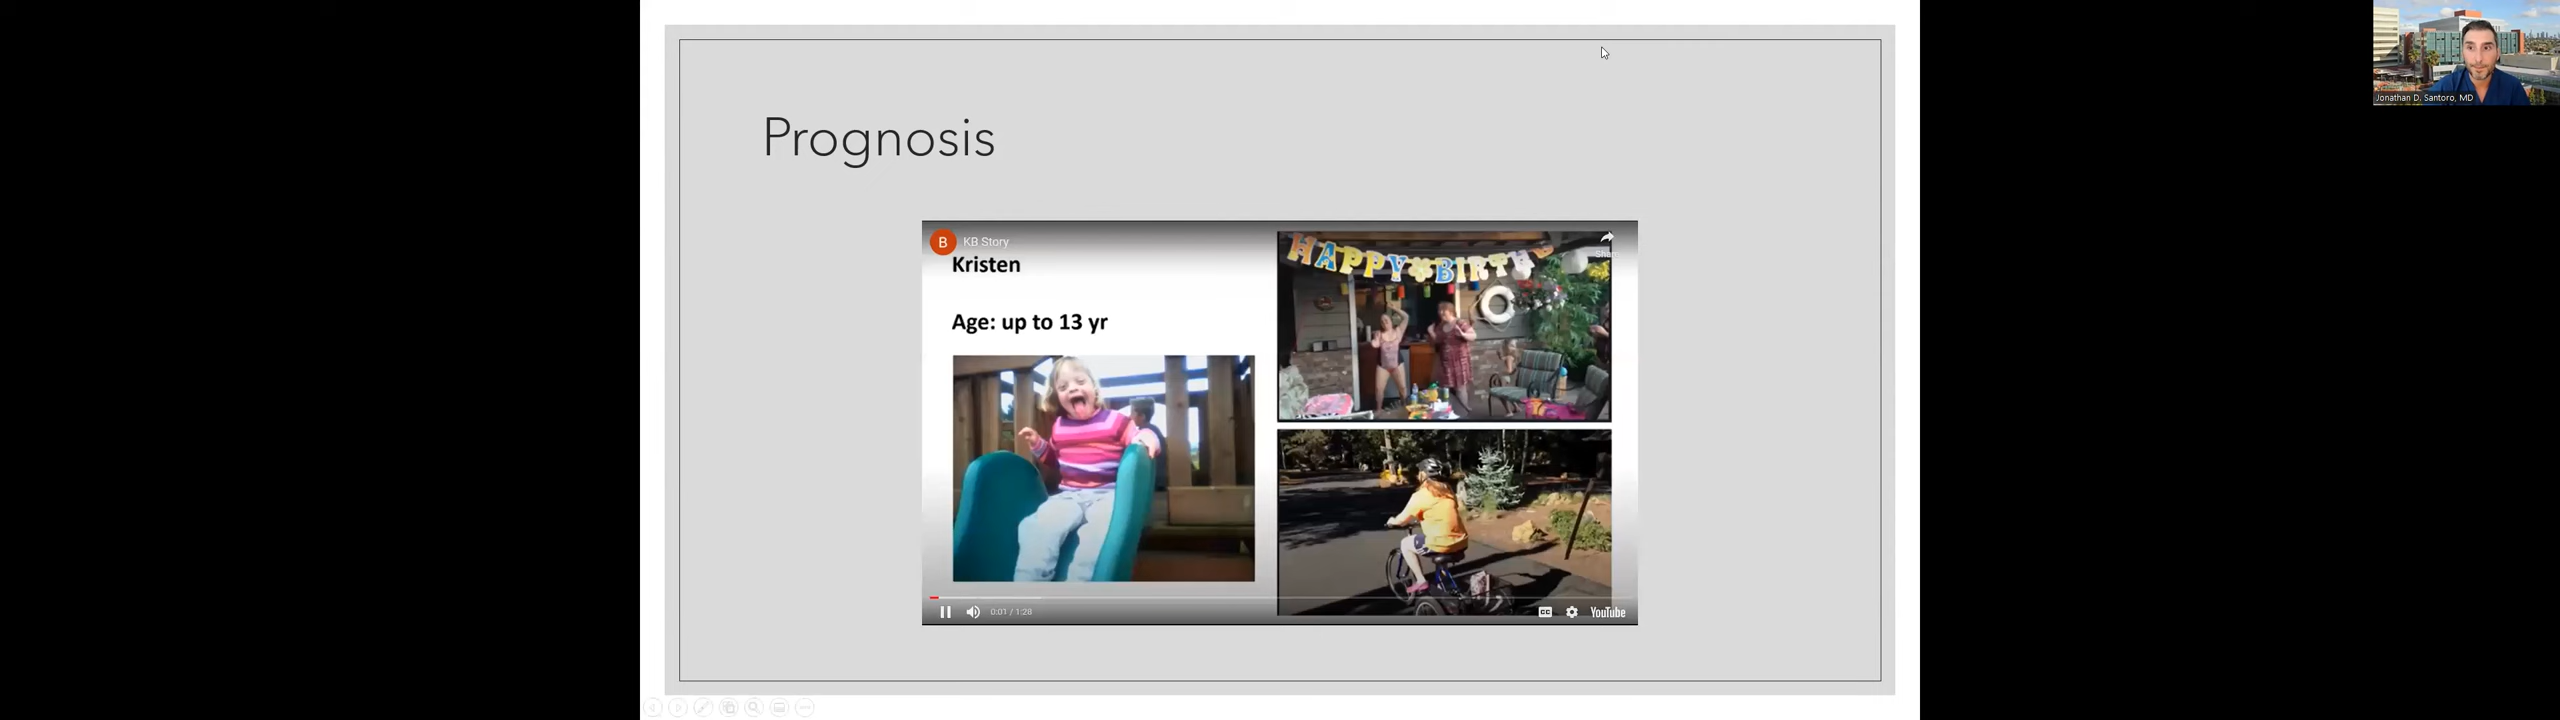 Jonathan D. Santoro, MD
Prognosis
B KB Story
Kristen
Age: up to 13 yr
HAPPY BIRTH
0:01 / 1:28
CC
YouTube